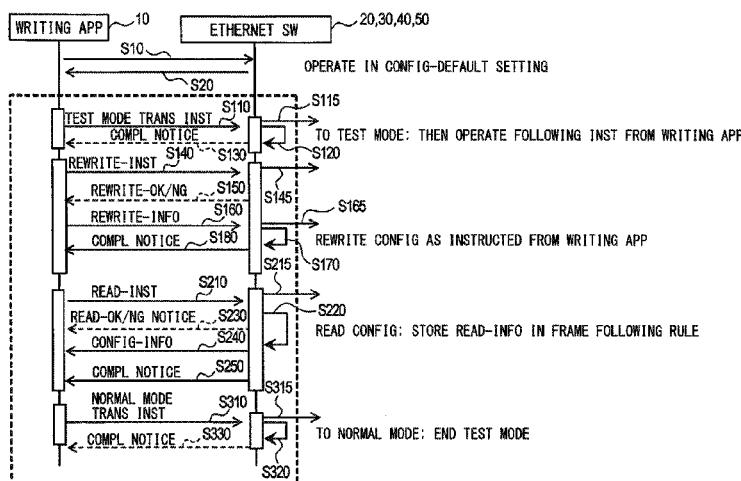 WRITING APP
10
ETHERNET SW
20,30,40,50
S10
S20
OPERATE IN CONFIG-DEFAULT SETTING
TEST MODE TRANS INST
S110
S115
COMPL NOTICE
S130
S120
TO TEST MODE: THEN OPERATE FOLLOWING INST FROM WRITING APP
REWRITE-INST
S140
S145
REWRITE-OK/NG
S150
REWRITE-INFO
S160
S165
COMPL NOTICE
S180
S170
REWRITE CONFIG AS INSTRUCTED FROM WRITING APP
READ-INST
S210
S215
S220
READ-OK/NG NOTICE
S230
READ CONFIG: STORE READ-INFO IN FRAME FOLLOWING RULE
CONFIG-INFO
S240
COMPL NOTICE
S250
NORMAL MODE
TRANS INST
S310
S315
TO NORMAL MODE: END TEST MODE
COMPL NOTICE
S330
S320